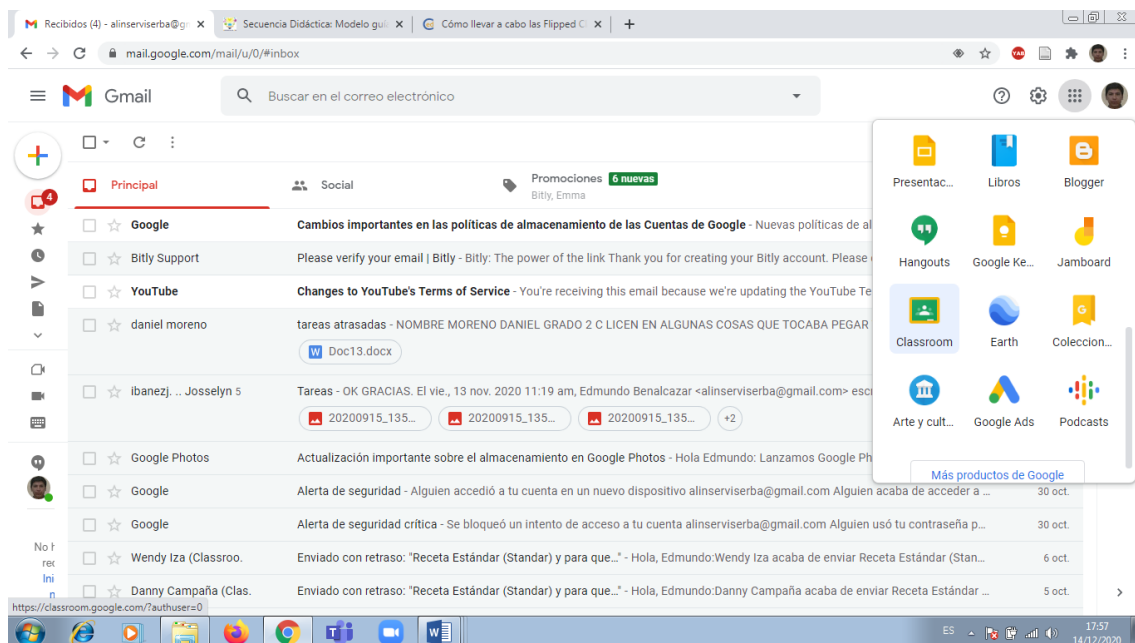 Recibidos (4) - alinserviserba@gm
Secuencia Didáctica: Modelo guía
Cómo llevar a cabo las Flipped C
mail.google.com/mail/u/0/#inbox
Gmail
Buscar en el correo electrónico
Principal
Social
Promociones 6 nuevas
Bitly, Emma
4
Google Cambios importantes en las políticas de almacenamiento de las Cuentas de Google - Nuevas políticas de al
Bitly Support Please verify your email | Bitly - Bitly: The power of the link Thank you for creating your Bitly account. Please
YouTube Changes to YouTube's Terms of Service - You're receiving this email because we're updating the YouTube Te
daniel moreno tareas atrasadas - NOMBRE MORENO DANIEL GRADO 2 C LICEN EN ALGUNAS COSAS QUE TOCABA PEGAR
W Doc13.docx
ibanezj. .. Josselyn 5 Tareas - OK GRACIAS. El vie., 13 nov. 2020 11:19 am, Edmundo Benalcazar <alinserviserba@gmail.com> escr
20200915_135... 20200915_135... 20200915_135... +2
Google Photos Actualización importante sobre el almacenamiento en Google Photos - Hola Edmundo: Lanzamos Google Ph
Google Alerta de seguridad - Alguien accedió a tu cuenta en un nuevo dispositivo alinserviserba@gmail.com Alguien acaba de acceder a ... 30 oct.
Google Alerta de seguridad crítica - Se bloqueó un intento de acceso a tu cuenta alinserviserba@gmail.com Alguien usó tu contraseña p... 30 oct.
Wendy Iza (Classroo. Enviado con retraso: "Receta Estándar (Standar) y para que..." - Hola, Edmundo:Wendy Iza acaba de enviar Receta Estándar (Stan... 6 oct.
Danny Campaña (Clas. Enviado con retraso: "Receta Estándar (Standar) y para que..." - Hola, Edmundo:Danny Campaña acaba de enviar Receta Estándar ... 5 oct.
Presentac... Libros Blogger
Hangouts Google Ke... Jamboard
Classroom Earth Coleccion...
Arte y cult... Google Ads Podcasts
Más productos de Google
No h
rec
Ini
https://classroom.google.com/?authuser=0
ES
17:57
14/12/2020